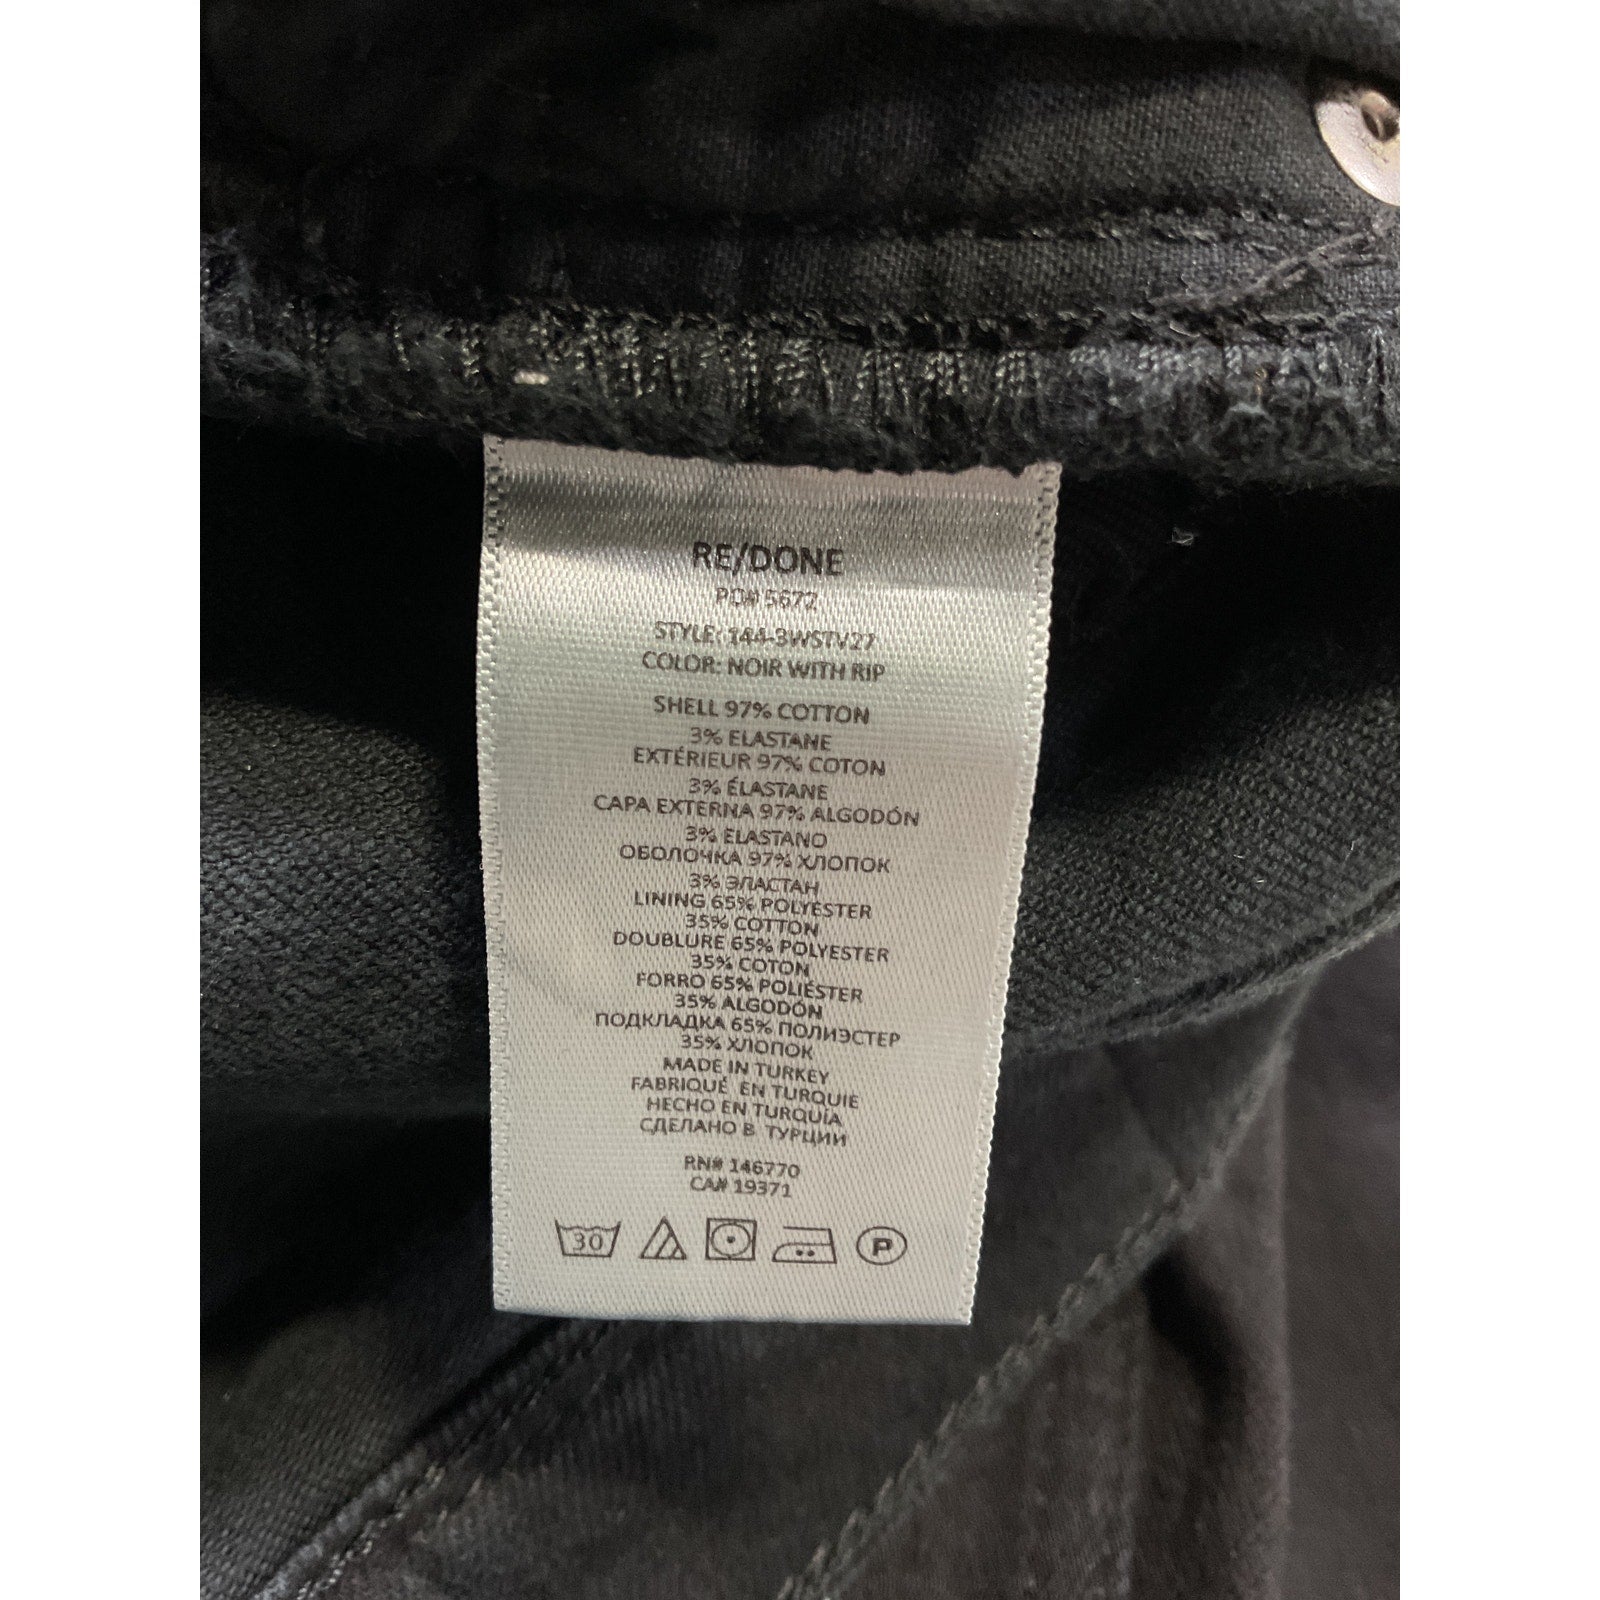 RE/DONE
PO# 5672
STYLE: 144-3WSTV27
COLOR: NOIR WITH RIP
SHELL 97% COTTON
3% ELASTANE
EXTÉRIEUR 97% COTON
3% ÉLASTANE
CAPA EXTERNA 97% ALGODÓN
3% ELASTANO
ОБОЛОЧКА 97% ХЛОПОК
3% ЭЛАСТАН
LINING 65% POLYESTER
35% COTTON
DOUBLURE 65% POLYESTER
35% COTON
FORRO 65% POLIÉSTER
35% ALGODÓN
ПОДКЛАДКА 65% ПОЛИЭСТЕР
35% ХЛОПОК
MADE IN TURKEY
FABRIQUÉ EN TURQUIE
HECHO EN TURQUÍA
СДЕЛАНО В ТУРЦИИ
RN# 146770
CA# 19371
30 P